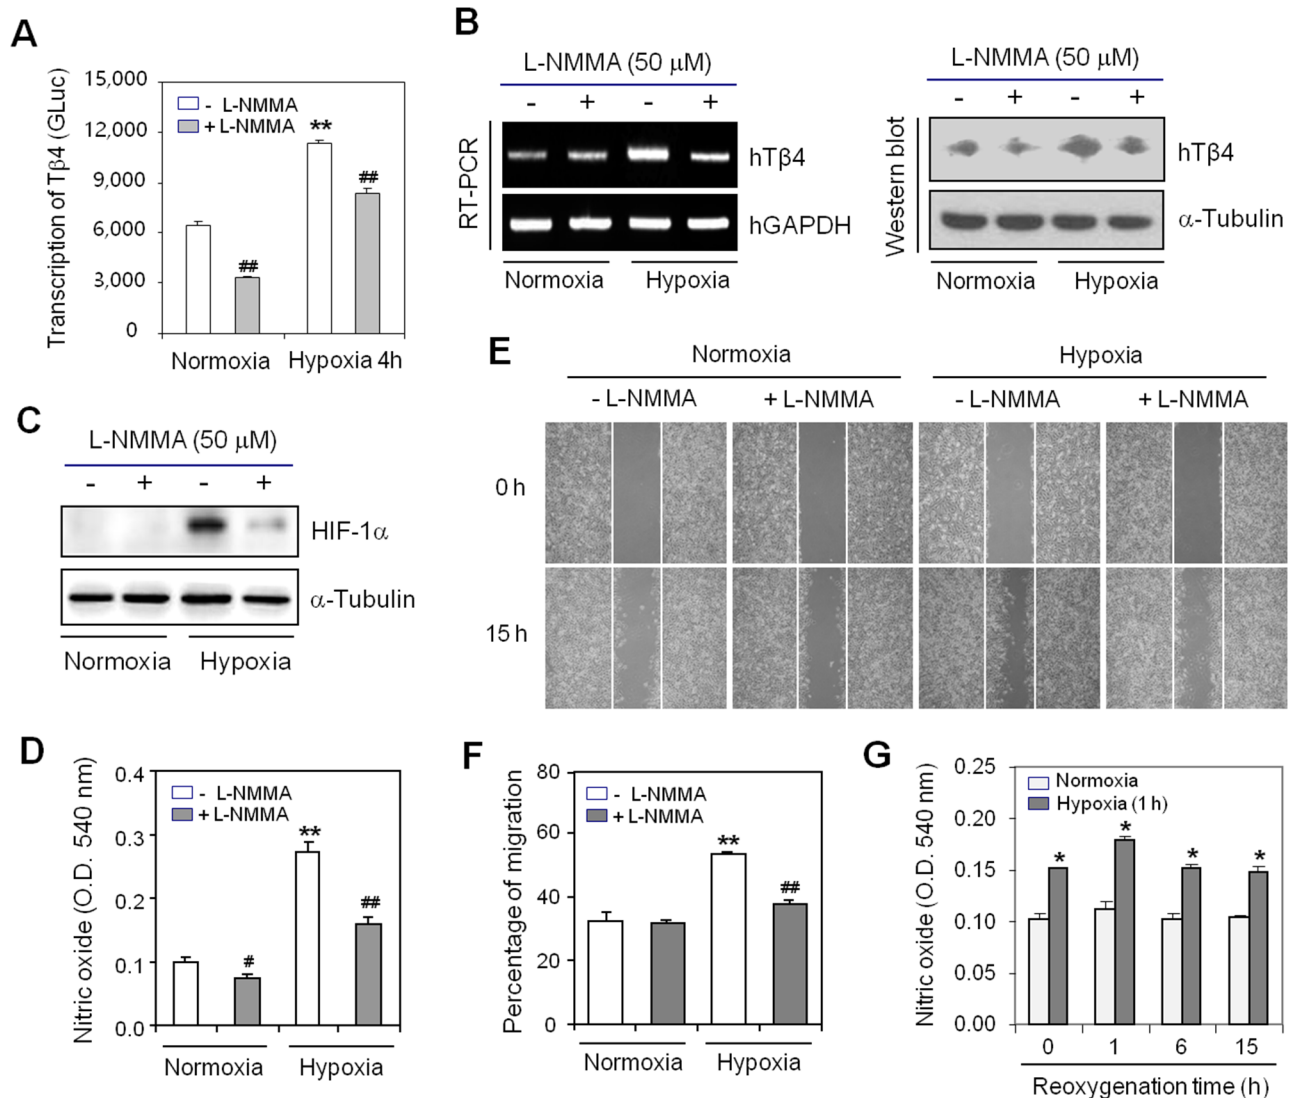 A
Transcription of Tβ4 (GLuc)
15,000
12,000
9,000
6,000
3,000
0
- L-NMMA
+ L-NMMA
##
**
##
Normoxia
Hypoxia 4h
B
L-NMMA (50 μM)
- + - +
RT-PCR
hTβ4
hGAPDH
Normoxia Hypoxia
L-NMMA (50 μM)
- + - +
Western blot
hTβ4
α-Tubulin
Normoxia Hypoxia
C
L-NMMA (50 μM)
- + - +
HIF-1α
α-Tubulin
Normoxia Hypoxia
E
Normoxia Hypoxia
- L-NMMA + L-NMMA - L-NMMA + L-NMMA
0 h
15 h
D
Nitric oxide (O.D. 540 nm)
0.4
0.3
0.2
0.1
0.0
- L-NMMA
+ L-NMMA
#
**
##
Normoxia Hypoxia
F
Percentage of migration
80
60
40
20
0
- L-NMMA
+ L-NMMA
**
##
Normoxia Hypoxia
G
Nitric oxide (O.D. 540 nm)
0.25
0.20
0.15
0.10
0.05
0.00
Normoxia
Hypoxia (1 h)
* * * *
0 1 6 15
Reoxygenation time (h)